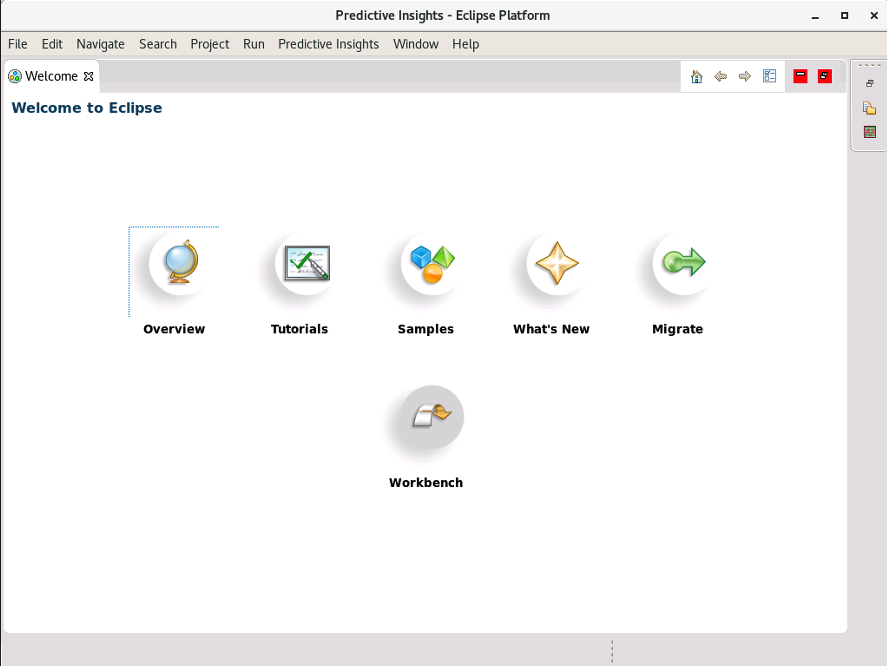 Predictive Insights - Eclipse Platform
File Edit Navigate Search Project Run Predictive Insights Window Help
Welcome
Welcome to Eclipse
Overview Tutorials Samples What's New Migrate
Workbench